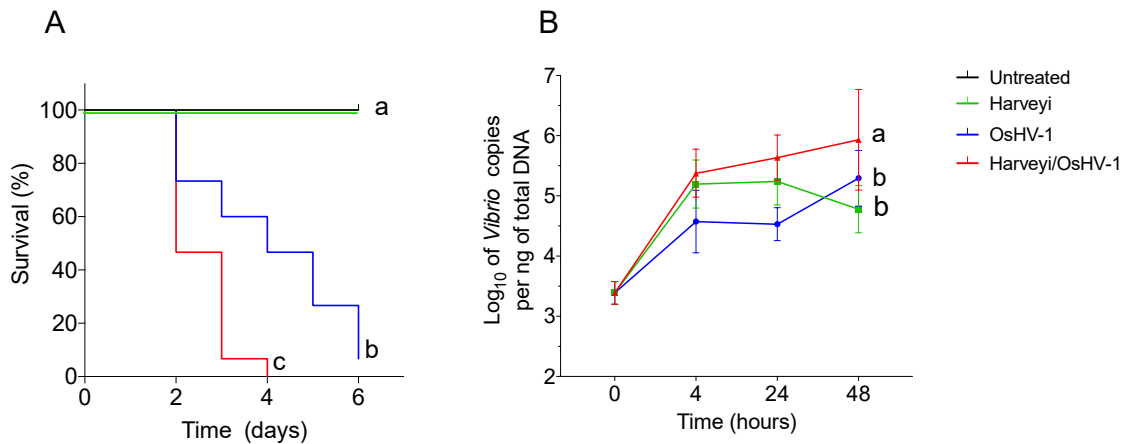 A
Survival (%)
100
80
60
40
20
0
0
2
4
6
Time (days)
a
b
c
B
Log10 of Vibrio copies
per ng of total DNA
7
6
5
4
3
2
0
4
24
48
Time (hours)
a
b
b
Untreated
Harveyi
OsHV-1
Harveyi/OsHV-1